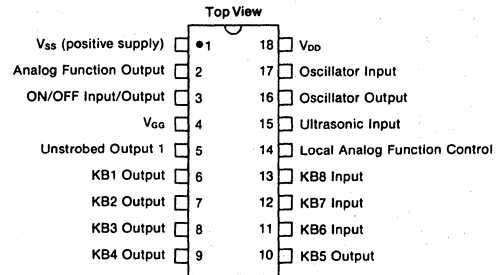 Top View
Vss (positive supply) 1 18 VDD
Analog Function Output 2 17 Oscillator Input
ON/OFF Input/Output 3 16 Oscillator Output
VGG 4 15 Ultrasonic Input
Unstrobed Output 1 5 14 Local Analog Function Control
KB1 Output 6 13 KB8 Input
KB2 Output 7 12 KB7 Input
KB3 Output 8 11 KB6 Input
KB4 Output 9 10 KB5 Output